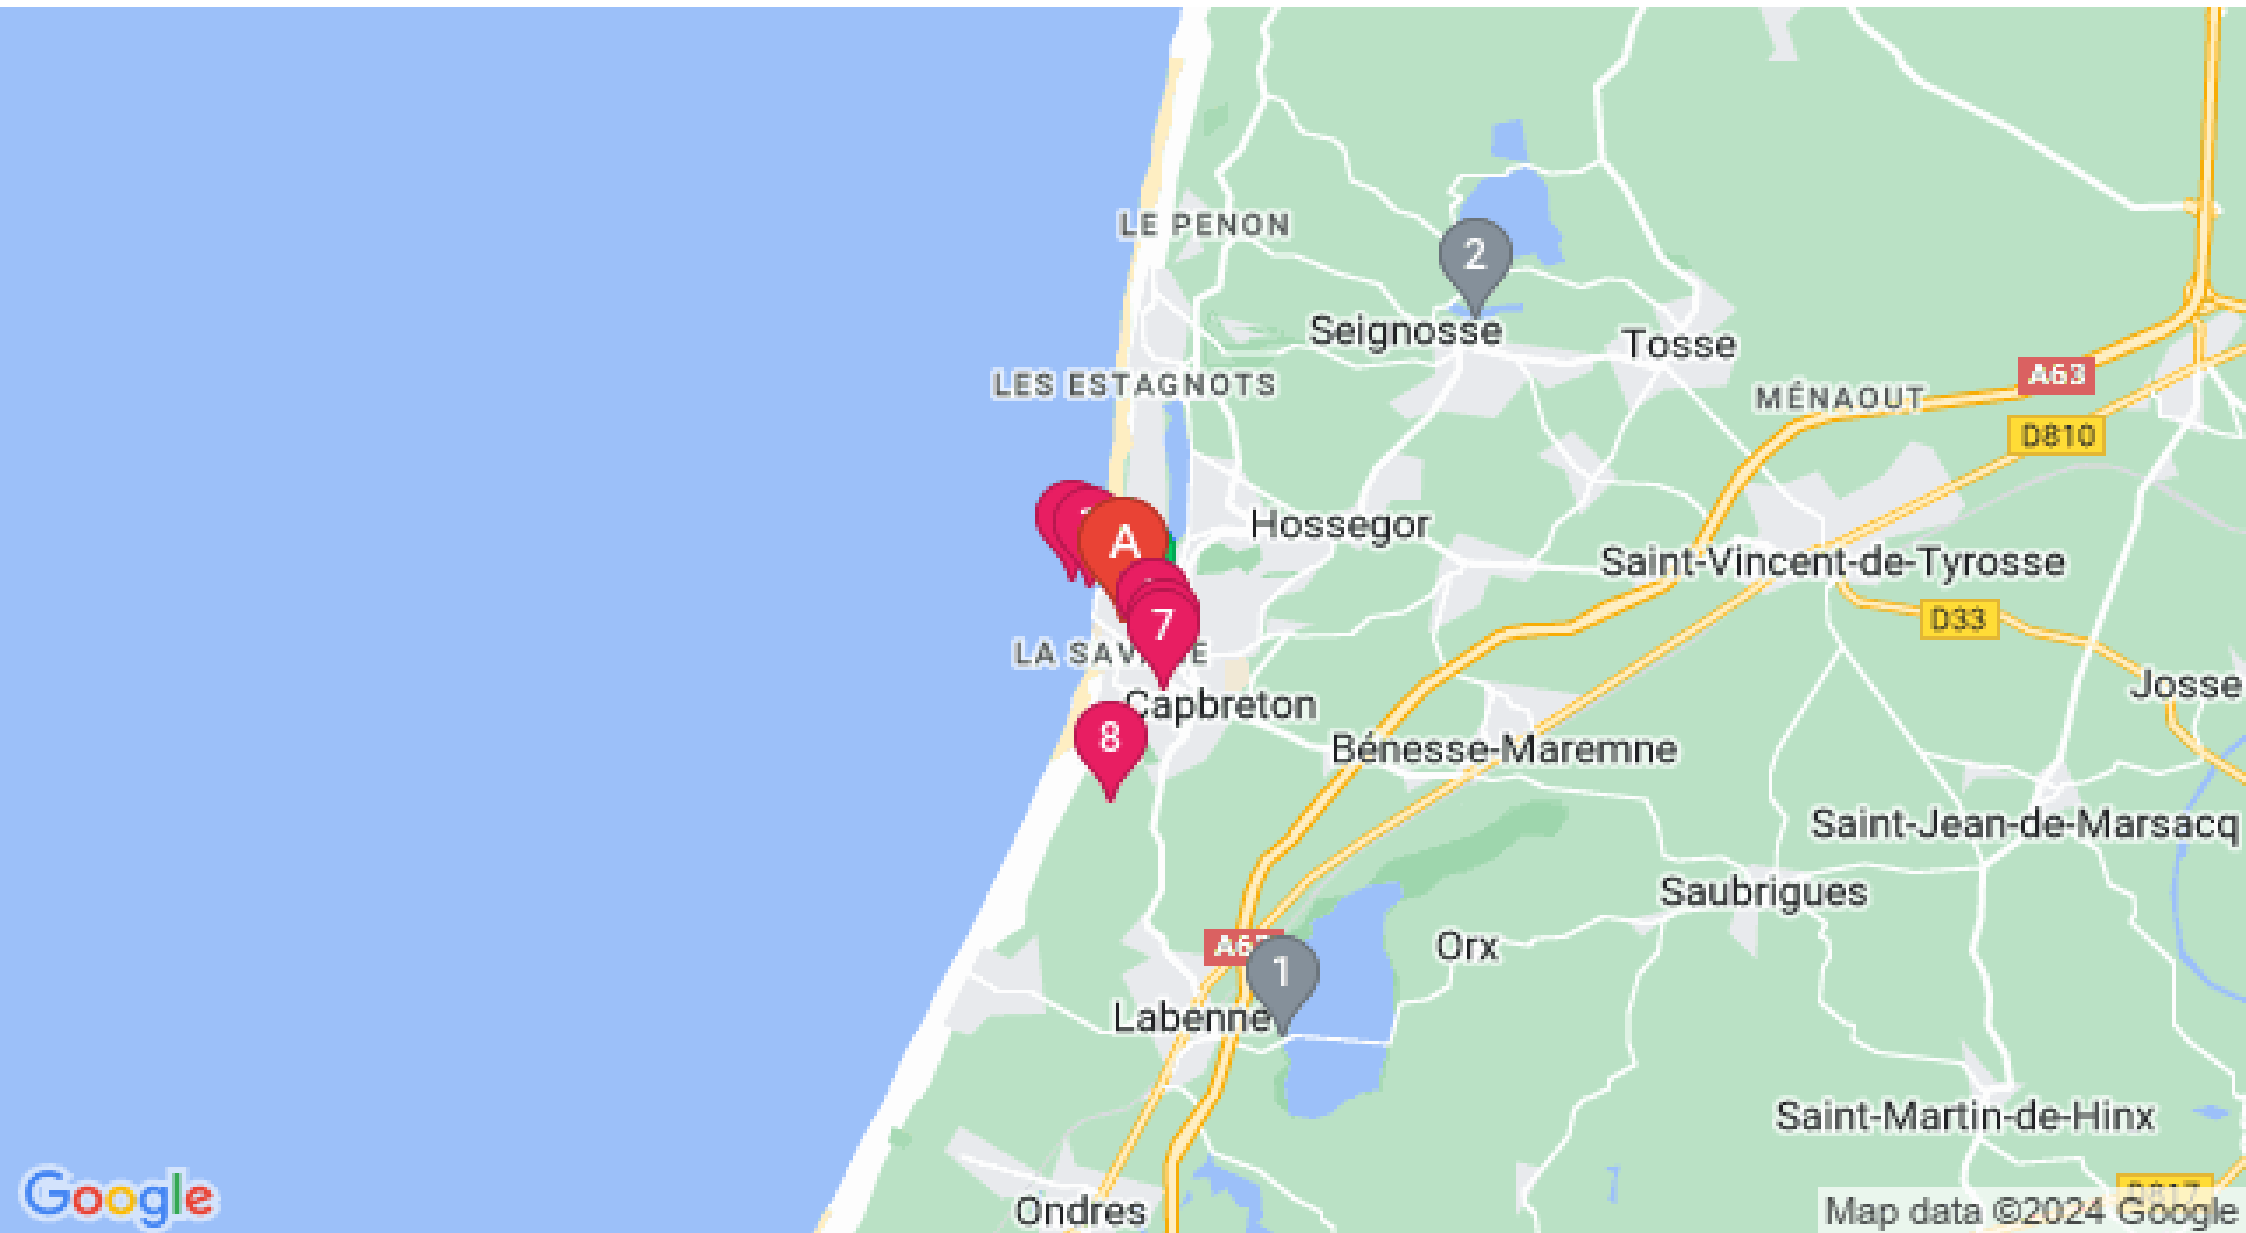 LE PENON
2
Seignosse
Tosse
LES ESTAGNOTS
A63
MÉNAOUT
D810
A
Hossegor
Saint-Vincent-de-Tyrosse
7
D33
LA
Josse
Capbreton
8
Bénesse-Maremne
Saint-Jean-de-Marsacq
Saubrigues
Orx
1
Labenne
Saint-Martin-de-Hinx
Google
Ondres
Map data ©2024 Google